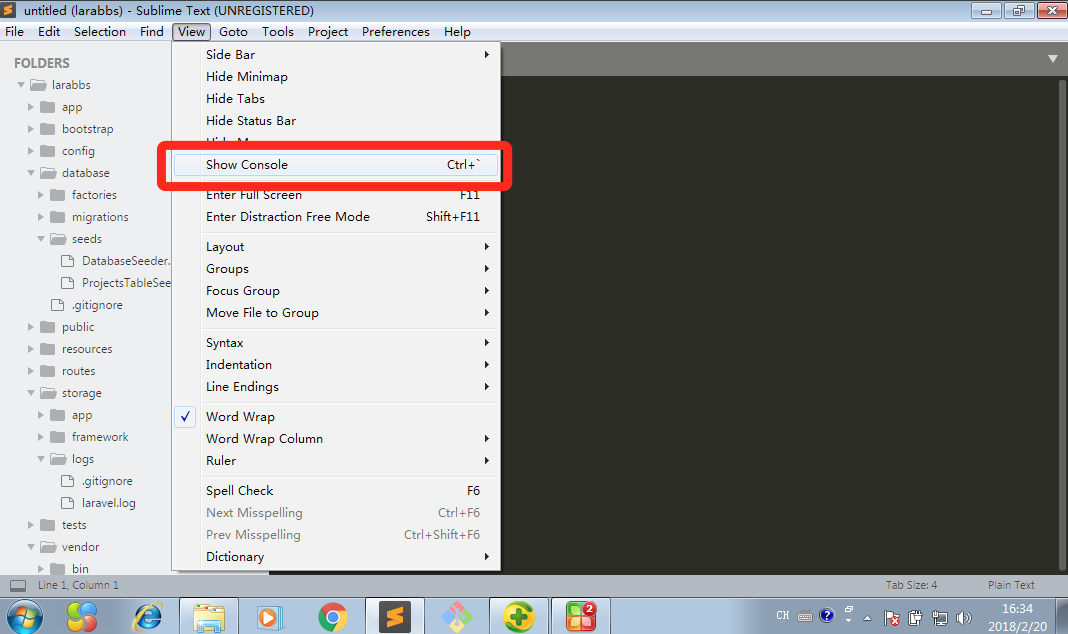 untitled (larabbs) - Sublime Text (UNREGISTERED)
File Edit Selection Find View Goto Tools Project Preferences Help
FOLDERS
larabbs
app
bootstrap
config
database
factories
migrations
seeds
DatabaseSeeder.
ProjectsTableSee
.gitignore
public
resources
routes
storage
app
framework
logs
.gitignore
laravel.log
tests
vendor
bin
Side Bar
Hide Minimap
Hide Tabs
Hide Status Bar
Show Console Ctrl+`
Enter Full Screen F11
Enter Distraction Free Mode Shift+F11
Layout
Groups
Focus Group
Move File to Group
Syntax
Indentation
Line Endings
Word Wrap
Word Wrap Column
Ruler
Spell Check F6
Next Misspelling Ctrl+F6
Prev Misspelling Ctrl+Shift+F6
Dictionary
Line 1, Column 1 Tab Size: 4 Plain Text
2
CH
16:34
2018/2/20